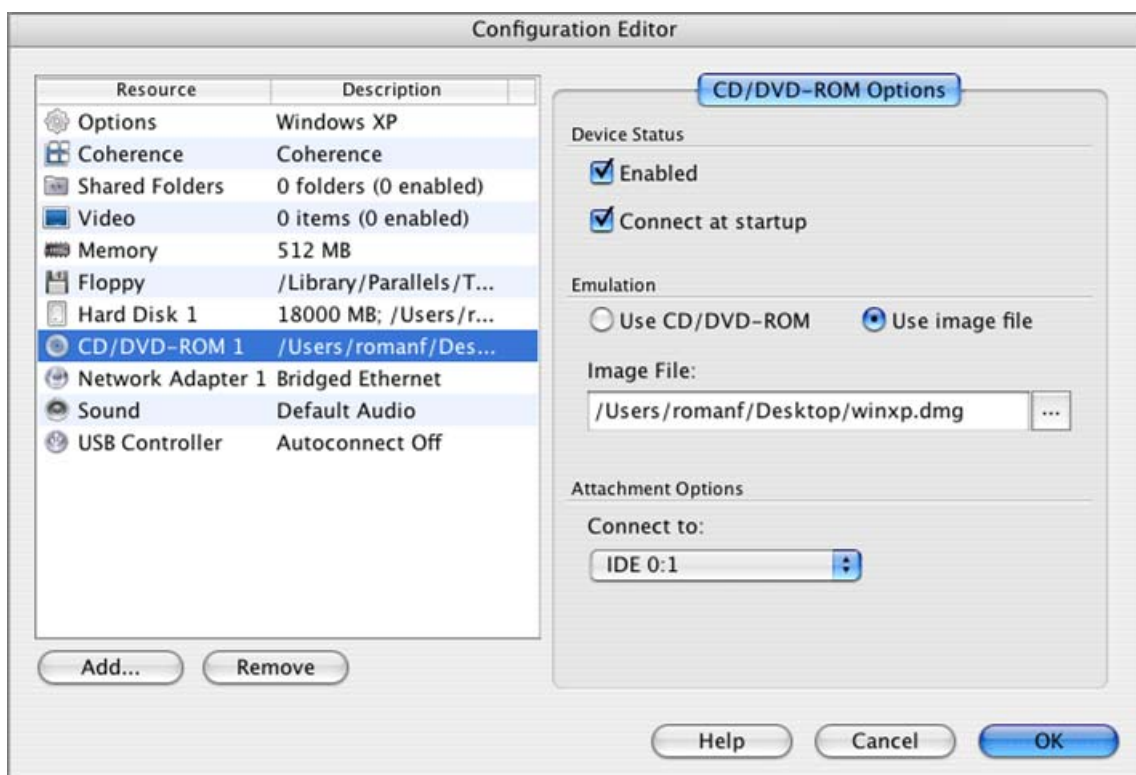 Configuration Editor
Resource Description
Options Windows XP
Coherence Coherence
Shared Folders 0 folders (0 enabled)
Video 0 items (0 enabled)
Memory 512 MB
Floppy /Library/Parallels/T...
Hard Disk 1 18000 MB; /Users/r...
CD/DVD-ROM 1 /Users/romanf/Des...
Network Adapter 1 Bridged Ethernet
Sound Default Audio
USB Controller Autoconnect Off
Add... Remove
CD/DVD-ROM Options
Device Status
Enabled
Connect at startup
Emulation
Use CD/DVD-ROM Use image file
Image File:
/Users/romanf/Desktop/winxp.dmg ...
Attachment Options
Connect to:
IDE 0:1
Help Cancel OK